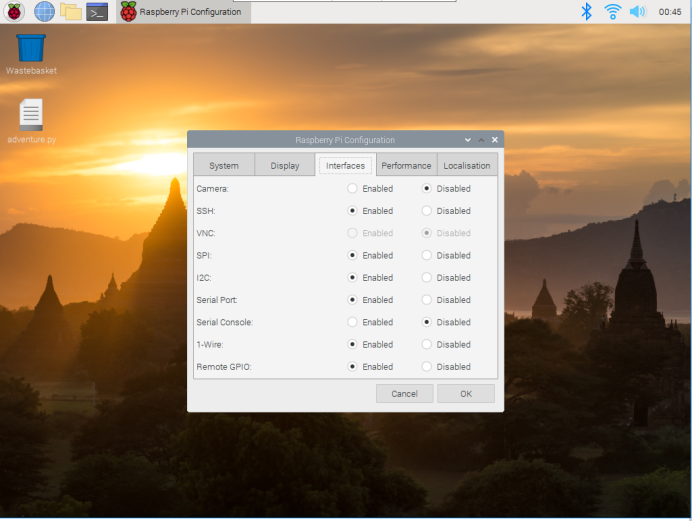 Raspberry Pi Configuration
00:45
Wastebasket
adventure.py
Raspberry Pi Configuration
System Display Interfaces Performance Localisation
Camera: Enabled Disabled
SSH: Enabled Disabled
VNC: Enabled Disabled
SPI: Enabled Disabled
I2C: Enabled Disabled
Serial Port: Enabled Disabled
Serial Console: Enabled Disabled
1-Wire: Enabled Disabled
Remote GPIO: Enabled Disabled
Cancel OK